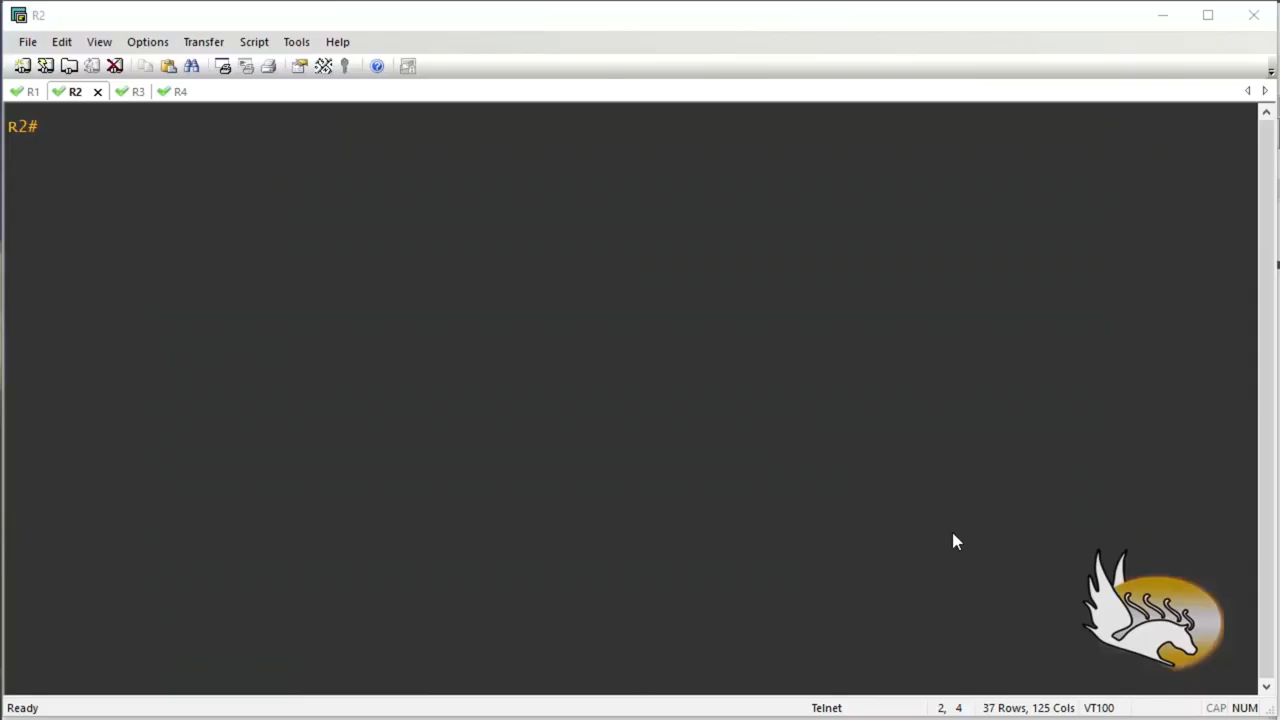 R2
File Edit View Options Transfer Script Tools Help
R1 R2 R3 R4
R2#
Ready Telnet 2, 4 37 Rows, 125 Cols VT100 CAP NUM